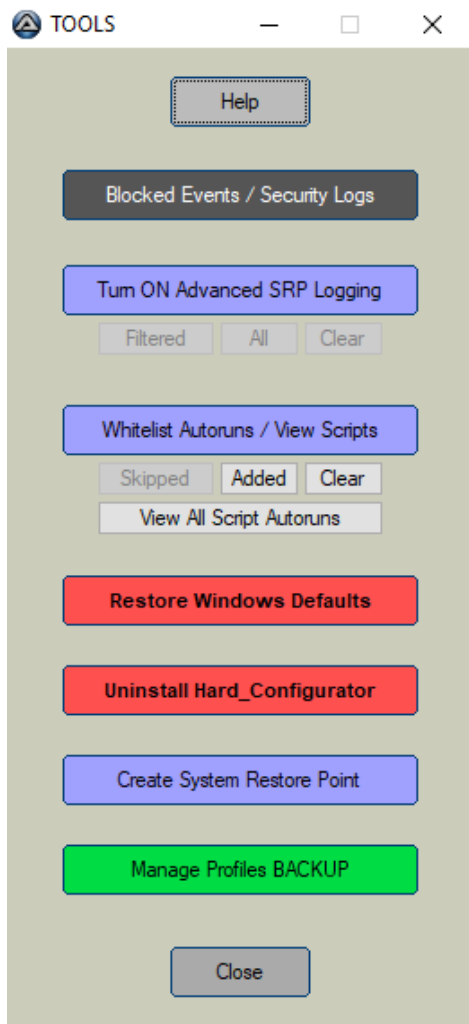 TOOLS
Help
Blocked Events / Security Logs
Turn ON Advanced SRP Logging
Filtered All Clear
Whitelist Autoruns / View Scripts
Skipped Added Clear
View All Script Autoruns
Restore Windows Defaults
Uninstall Hard_Configurator
Create System Restore Point
Manage Profiles BACKUP
Close